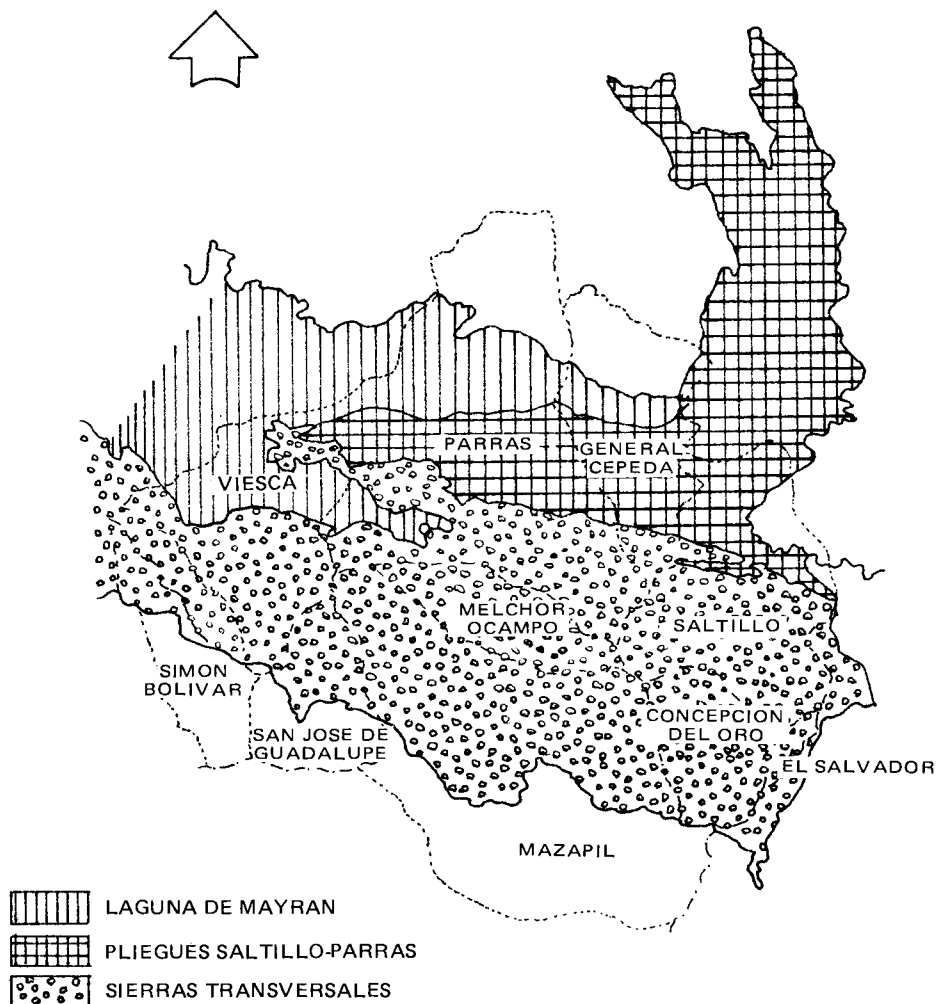 PARRAS
GENERAL
CEPEDA
VIESCA
MELCHOR
OCAMPO
SALTILLO
SIMON
BOLIVAR
SAN JOSE DE
GUADALUPE
CONCEPCION
DEL ORO
EL SALVADOR
MAZAPIL
LAGUNA DE MAYRAN
PLIEGUES SALTILLO-PARRAS
SIERRAS TRANSVERSALES